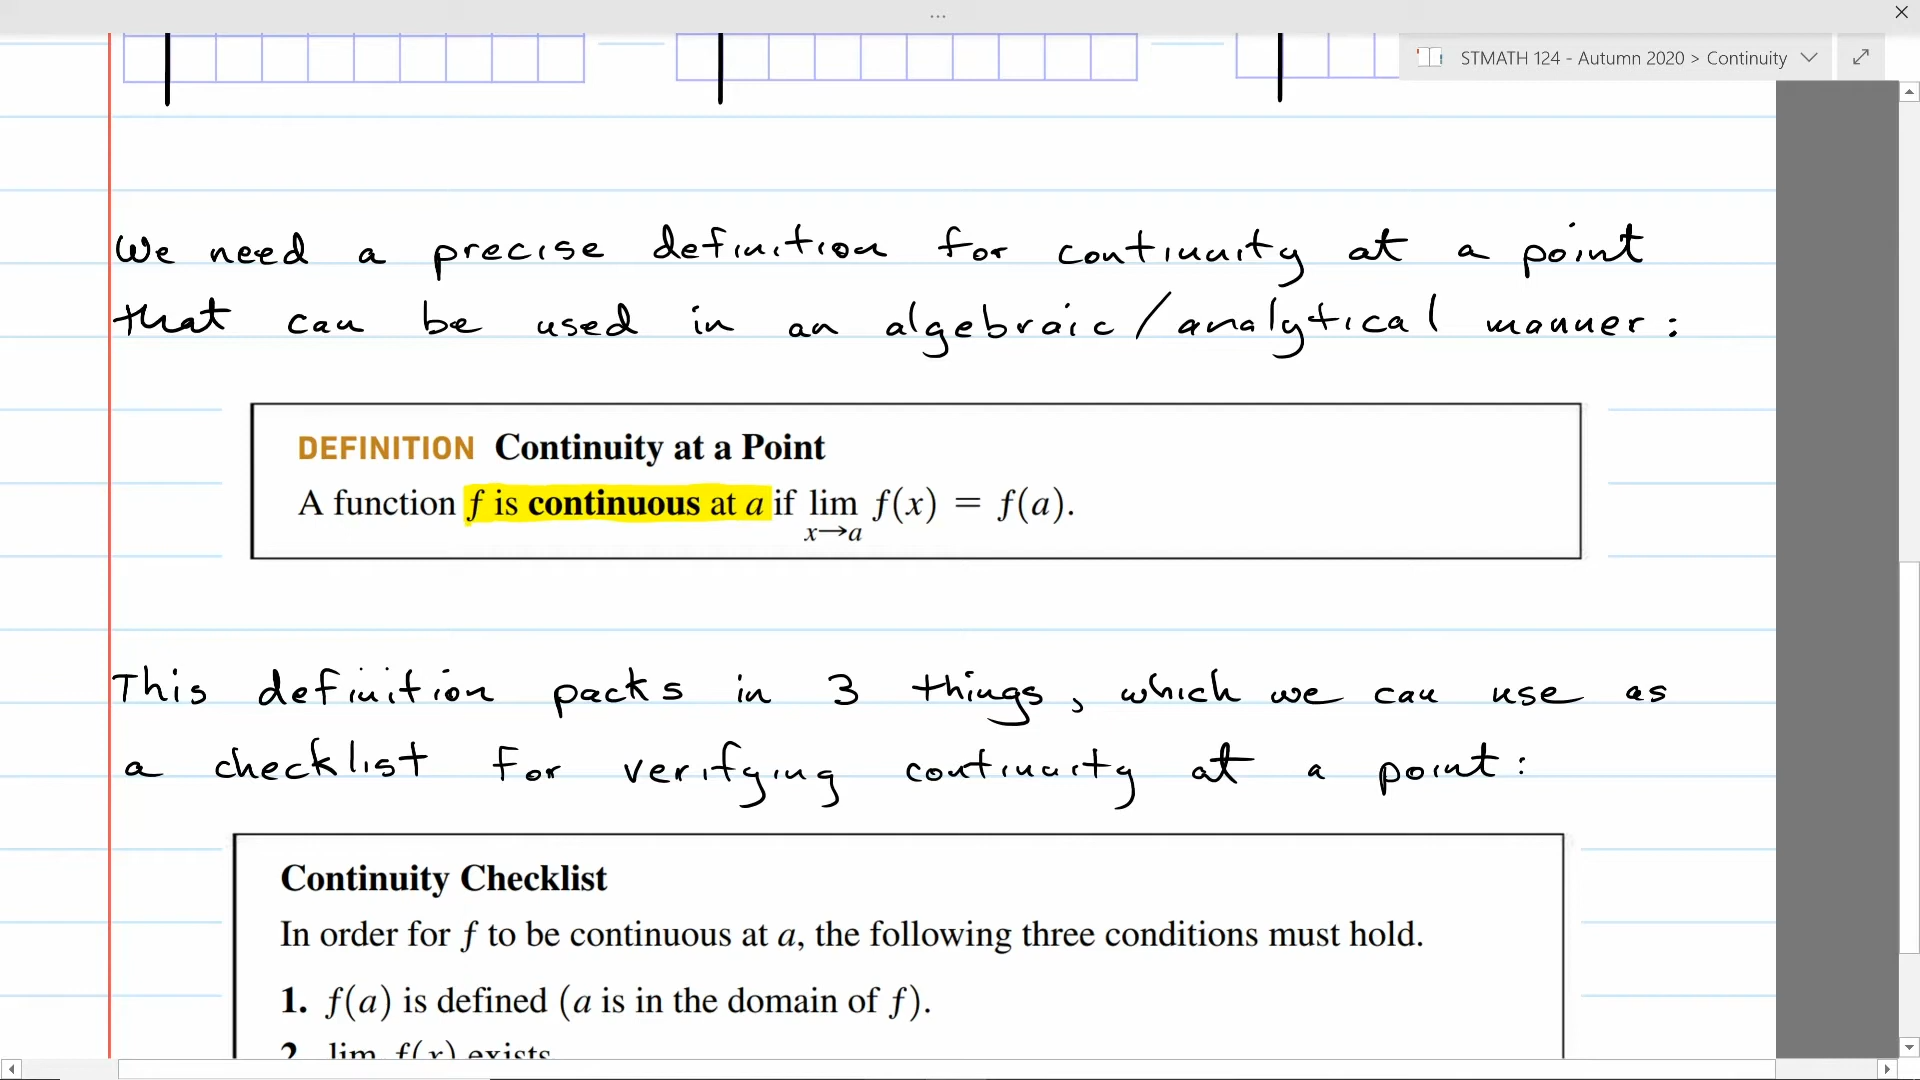 ...
STMATH 124 - Autumn 2020 > Continuity
We need a precise definition for continuity at a point
that can be used in an algebraic/analytical manner:
DEFINITION Continuity at a Point
A function f is continuous at a if lim f(x) = f(a).
x→a
This definition packs in 3 things, which we can use as
a checklist for verifying continuity at a point:
Continuity Checklist
In order for f to be continuous at a, the following three conditions must hold.
1. f(a) is defined (a is in the domain of f).
2. lim f(x) exists